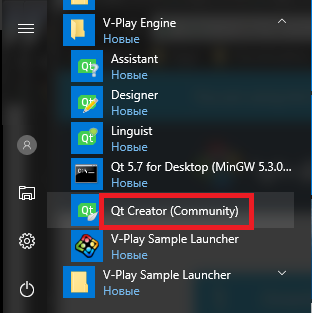 V-Play Engine
Новые
Assistant
Новые
Designer
Новые
Linguist
Новые
Qt 5.7 for Desktop (MinGW 5.3.0...
Новые
Qt Creator (Community)
V-Play Sample Launcher
V-Play Sample Launcher
Новые